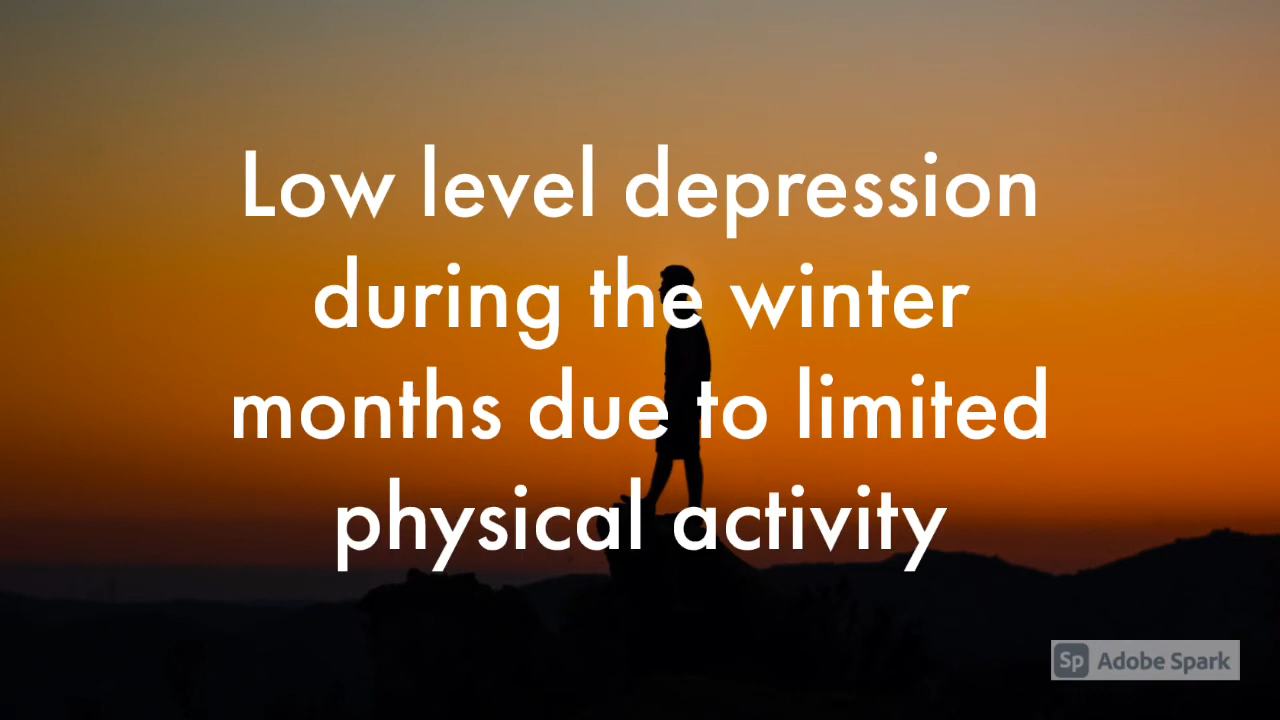 Low level depression
during the winter
months due to limited
physical activity
Sp Adobe Spark